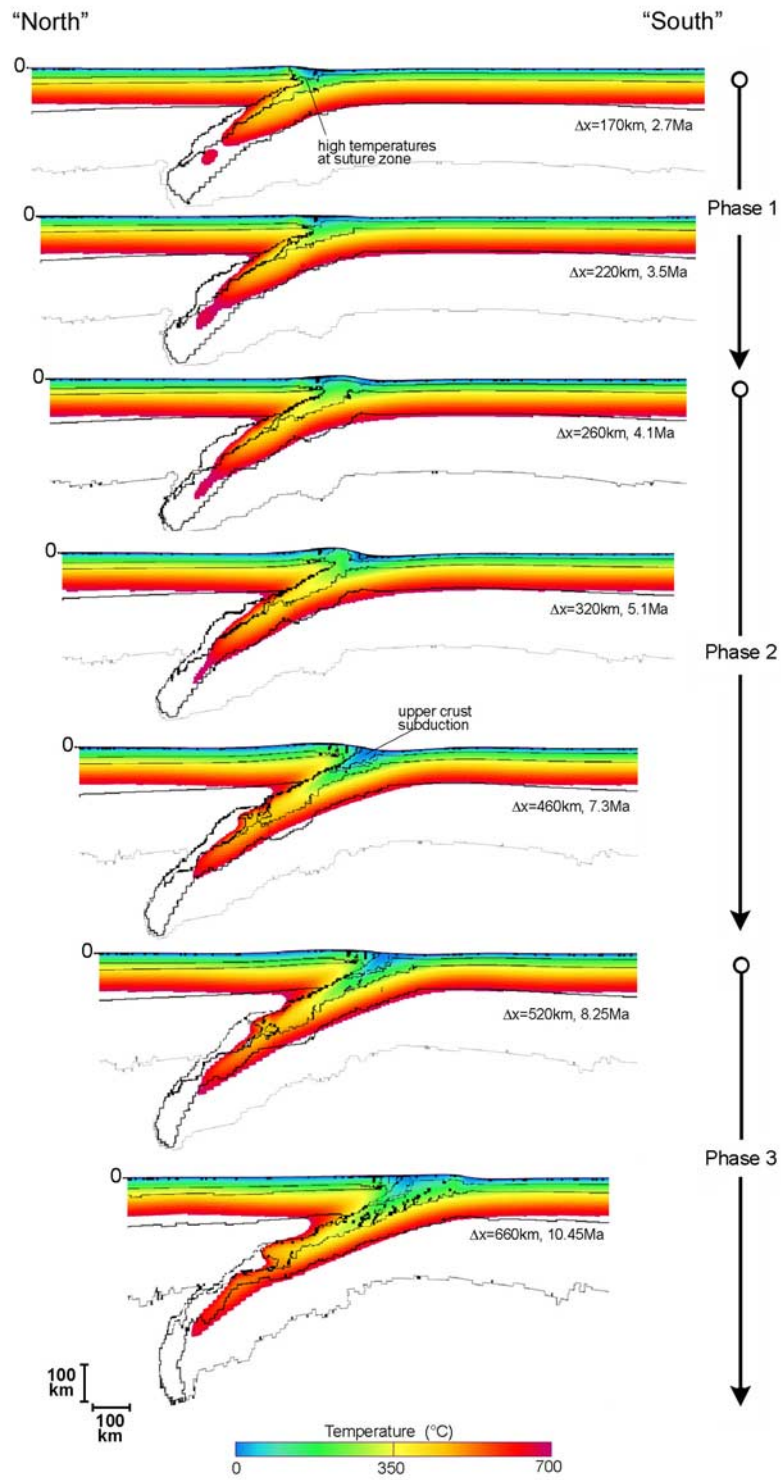 “North”
“South”
0
high temperatures
at suture zone
Δx=170km, 2.7Ma
0
Phase 1
Δx=220km, 3.5Ma
0
Δx=260km, 4.1Ma
0
Δx=320km, 5.1Ma
Phase 2
upper crust
subduction
0
Δx=460km, 7.3Ma
0
Δx=520km, 8.25Ma
Phase 3
0
Δx=660km, 10.45Ma
100
km
100
km
Temperature (°C)
0
350
700